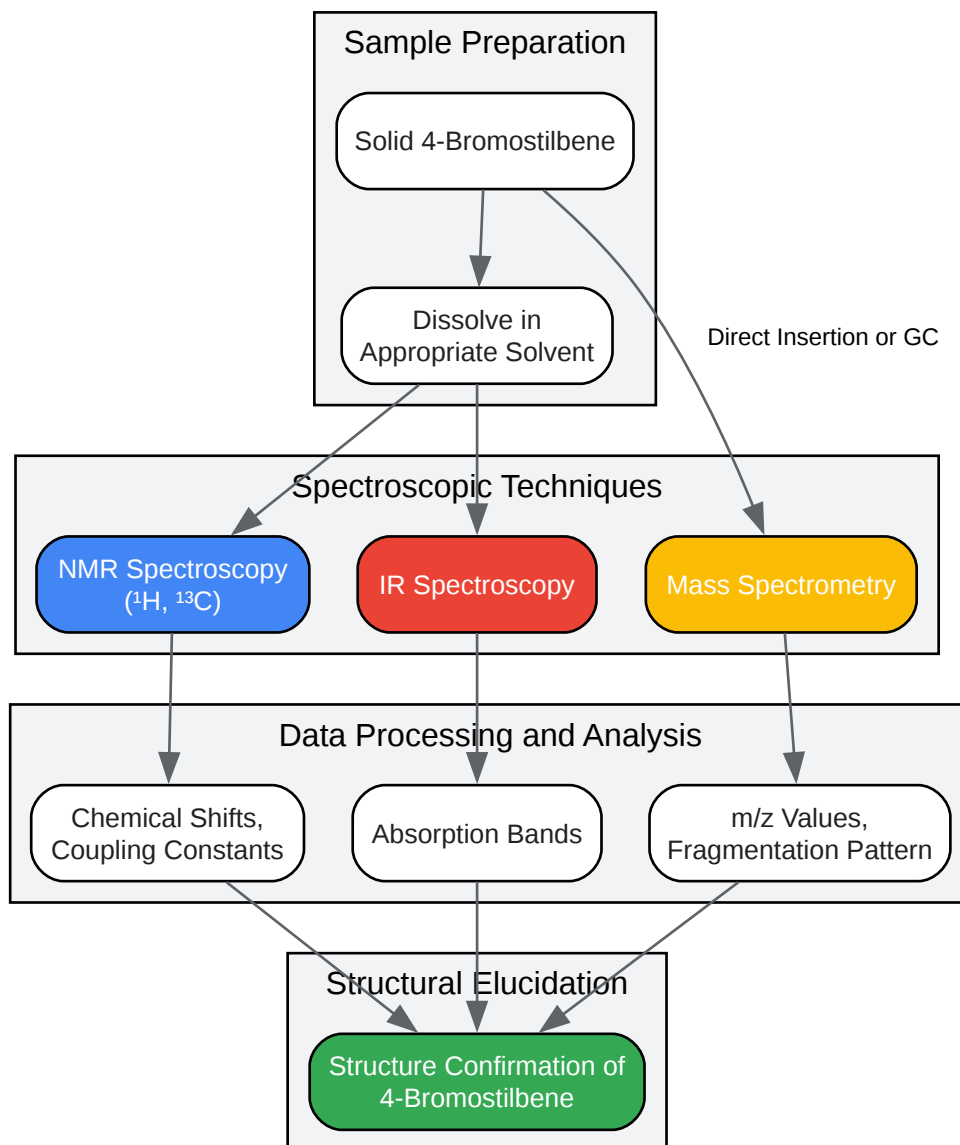 Sample Preparation
Solid 4-Bromostilbene
Dissolve in
Appropriate Solvent
Direct Insertion or GC
Spectroscopic Techniques
NMR Spectroscopy
(¹H, ¹³C)
IR Spectroscopy
Mass Spectrometry
Data Processing and Analysis
Chemical Shifts,
Coupling Constants
Absorption Bands
m/z Values,
Fragmentation Pattern
Structural Elucidation
Structure Confirmation of
4-Bromostilbene